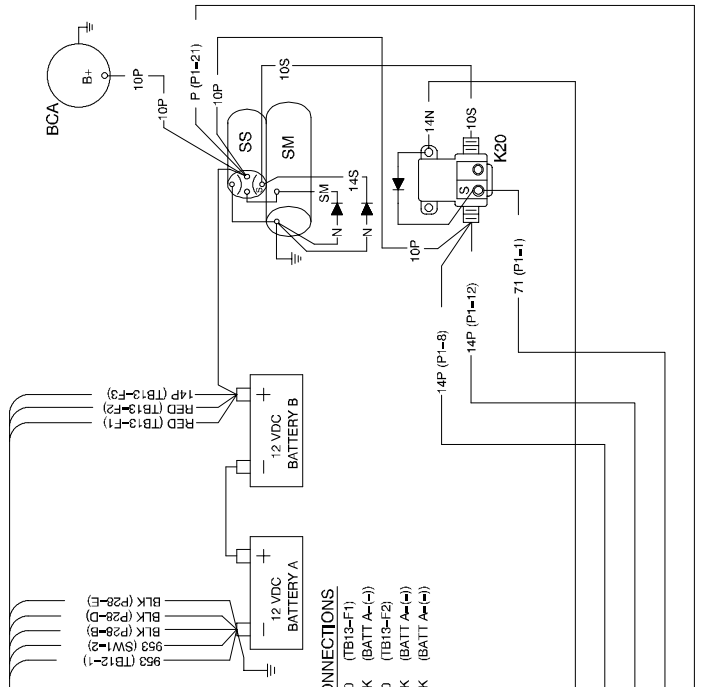 BCA
B+
10P
10P
P (P1-21)
10P
10S
SS
SM
S
SM
14S
N
N
14N
10S
K20
S
10P
14P (P1-8)
14P (P1-12)
71 (P1-1)
14P (TB13-F3)
RED (TB13-F2)
RED (TB13-F1)
+
-
12 VDC
BATTERY B
+
-
12 VDC
BATTERY A
BLK (P28-E)
BLK (P28-D)
BLK (P28-B)
953 (SW1-2)
953 (TB12-1)
ONNECTIONS
(TB13-F1)
K (BATT A-(-))
(TB13-F2)
K (BATT A-(-))
K (BATT A-(-))